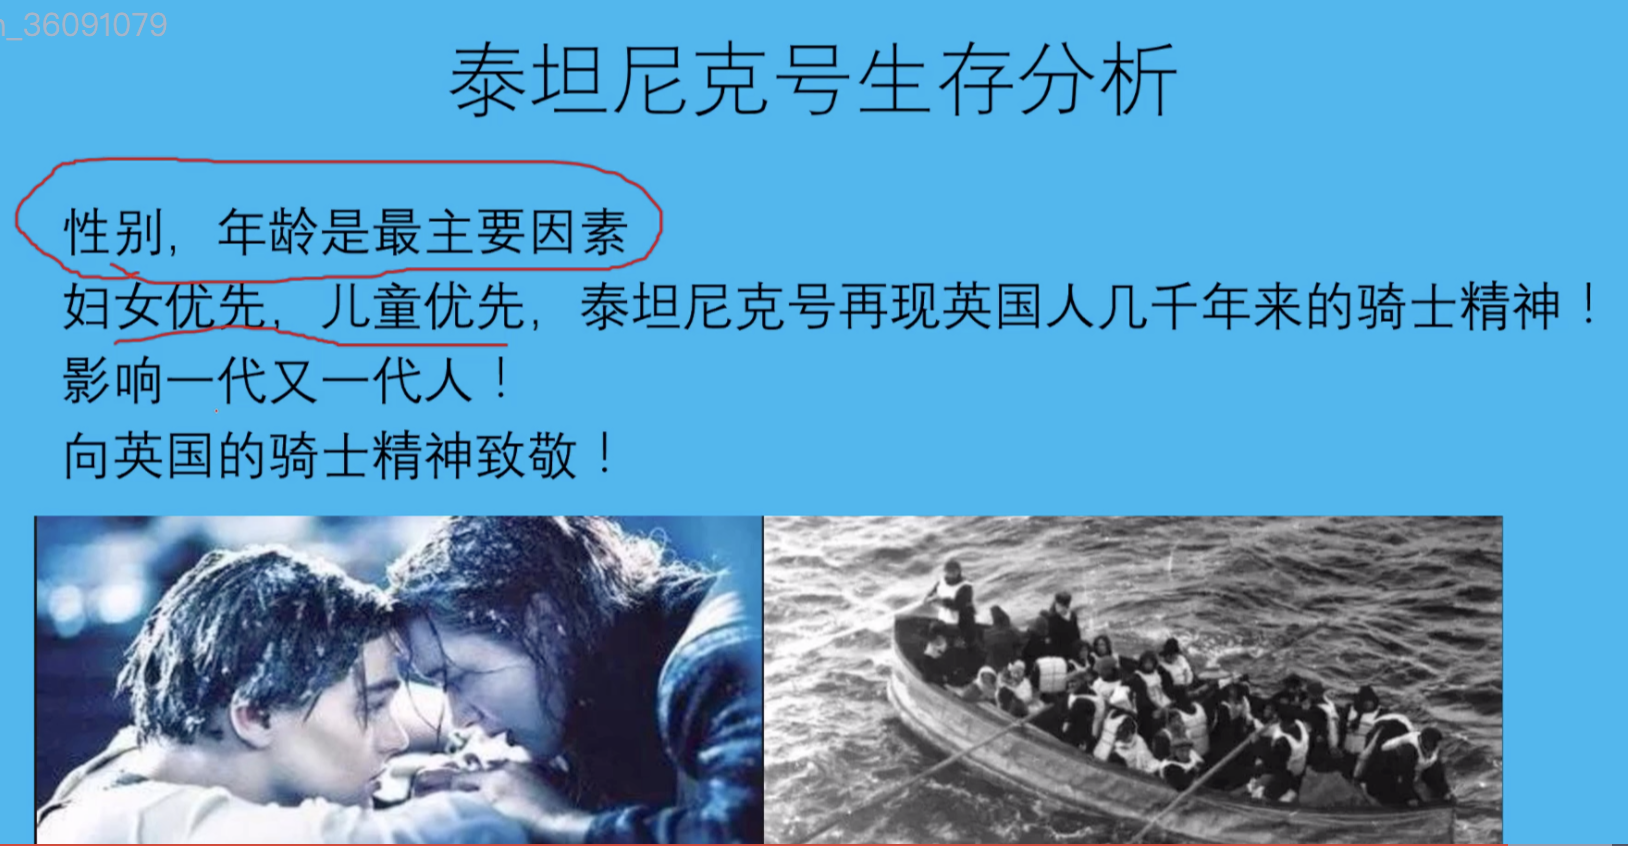 n_36091079
泰坦尼克号生存分析
性别，年龄是最主要因素
妇女优先，儿童优先，泰坦尼克号再现英国人几千年来的骑士精神！
影响一代又一代人！
向英国的骑士精神致敬！